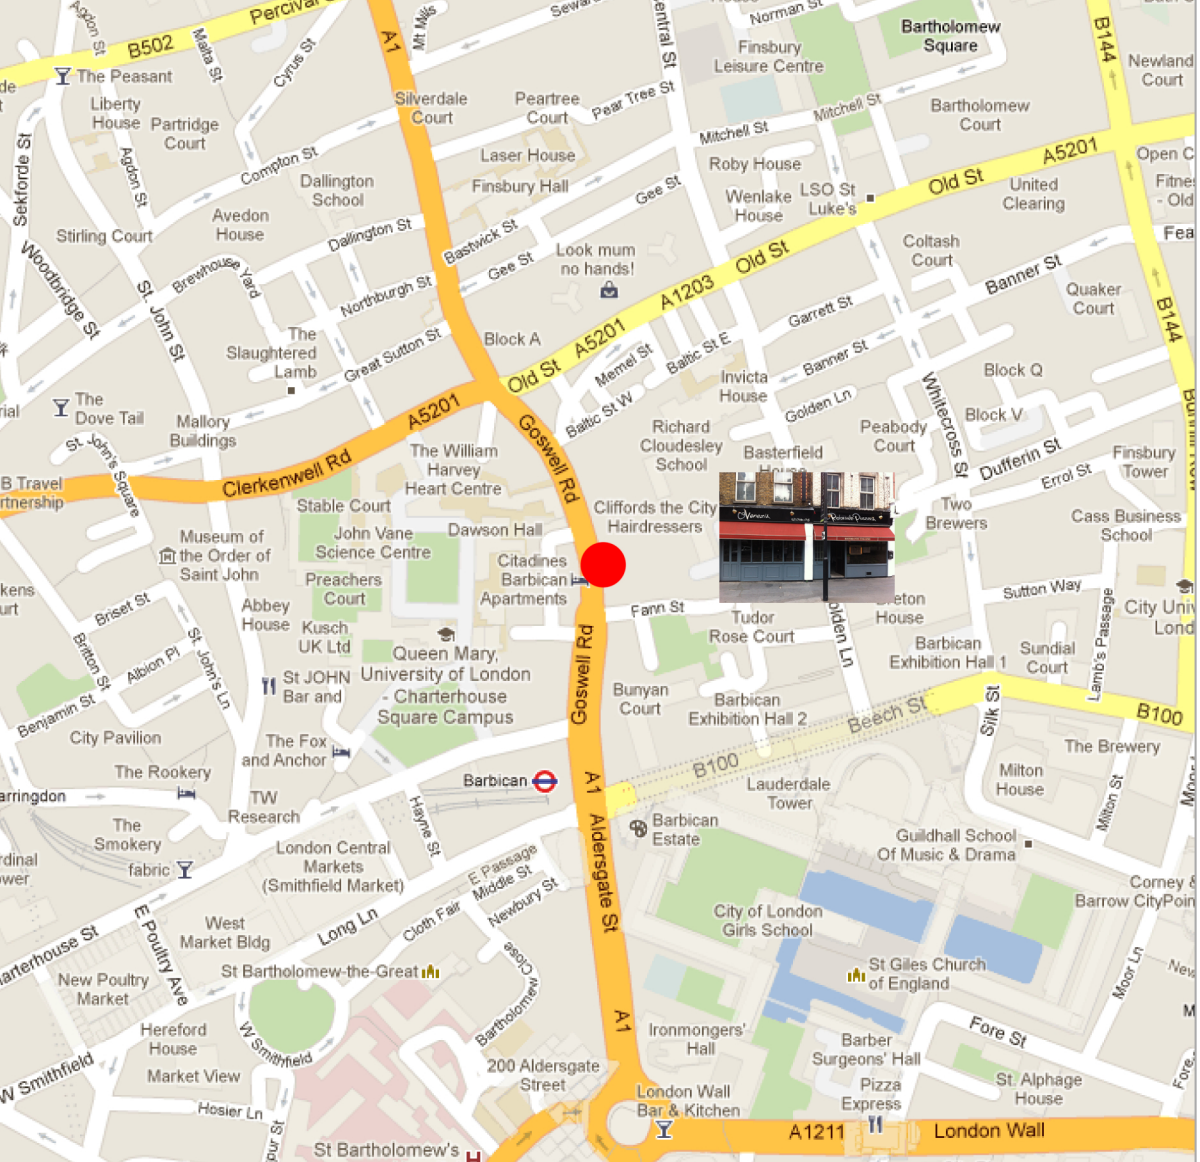 Percival S
Sewar
entral St
Norman St
Bartholomew
Square
B144
Agdon St
B502
Malta St
Cyrus St
A1
Mt Mills
Finsbury
Leisure Centre
Newland
Court
The Peasant
Liberty
House
Partridge
Court
Silverdale
Court
Peartree
Court
Pear Tree St
Mitchell St
Mitchell St
Bartholomew
Court
Sekforde St
Agdon St
Compton St
Laser House
Finsbury Hall
Roby House
A5201
Open C
Dallington
School
Gee St
Wenlake
House
LSO St
Luke's
Old St
United
Clearing
Fitne
- Old
Avedon
House
Stirling Court
Dallington St
Bastwick St
Gee St
Look mum
no hands!
Old St
Coltash
Court
Fea
Woodbridge St
Brewhouse Yard
St. John St
Northburgh St
A1203
Banner St
Quaker
Court
B144
The
Slaughtered
Lamb
Great Sutton St
Block A
A5201
Garrett St
Memel St
Baltic St E
Banner St
Old St
Invicta
House
Block Q
The
Dove Tail
Mallory
Buildings
A5201
Goswell Rd
Baltic St W
Golden Ln
Whitecross St
Block V
Richard
Cloudesley
School
Peabody
Court
St. John's Square
The William
Harvey
Heart Centre
Basterfield
House
Dufferin St
Finsbury
Tower
B Travel
rtnership
Clerkenwell Rd
Errol St
Stable Court
Cliffords the City
Hairdressers
Two
Brewers
Cass Business
School
Museum of
the Order of
Saint John
John Vane
Science Centre
Dawson Hall
Citadines
Barbican
Apartments
Preachers
Court
kens
urt
Briset St
Abbey
House
Fann St
Tudor
Rose Court
reton
House
Sutton Way
City Univ
Lond
Britton St
Albion Pl
St. John's Ln
Kusch
UK Ltd
Queen Mary,
University of London
- Charterhouse
Square Campus
Goswell Rd
olden Ln
Barbican
Exhibition Hall 1
Sundial
Court
Lamb's Passage
St JOHN
Bar and
Bunyan
Court
Barbican
Exhibition Hall 2
Benjamin St
City Pavilion
The Fox
and Anchor
Beech St
Silk St
B100
The Rookery
Barbican
A1
B100
The Brewery
arringdon
TW
Research
Hayne St
Lauderdale
Tower
Milton
House
Milton St
The
Smokery
fabric
London Central
Markets
(Smithfield Market)
Aldersgate St
Barbican
Estate
Guildhall School
Of Music & Drama
E Passage
Middle St
Newbury St
Cloth Fair
Corney &
Barrow CityPoin
E Poultry Ave
West
Market Bldg
Long Ln
City of London
Girls School
arterhouse St
New Poultry
Market
St Bartholomew-the-Great
Bartholomew Close
St Giles Church
of England
Moor Ln
New
Hereford
House
W Smithfield
A1
Ironmongers'
Hall
Barber
Surgeons' Hall
Fore St
W Smithfield
Market View
200 Aldersgate
Street
Pizza
Express
St. Alphage
House
Fore
Hosier Ln
London Wall
Bar & Kitchen
St Bartholomew's
H
A1211
London Wall